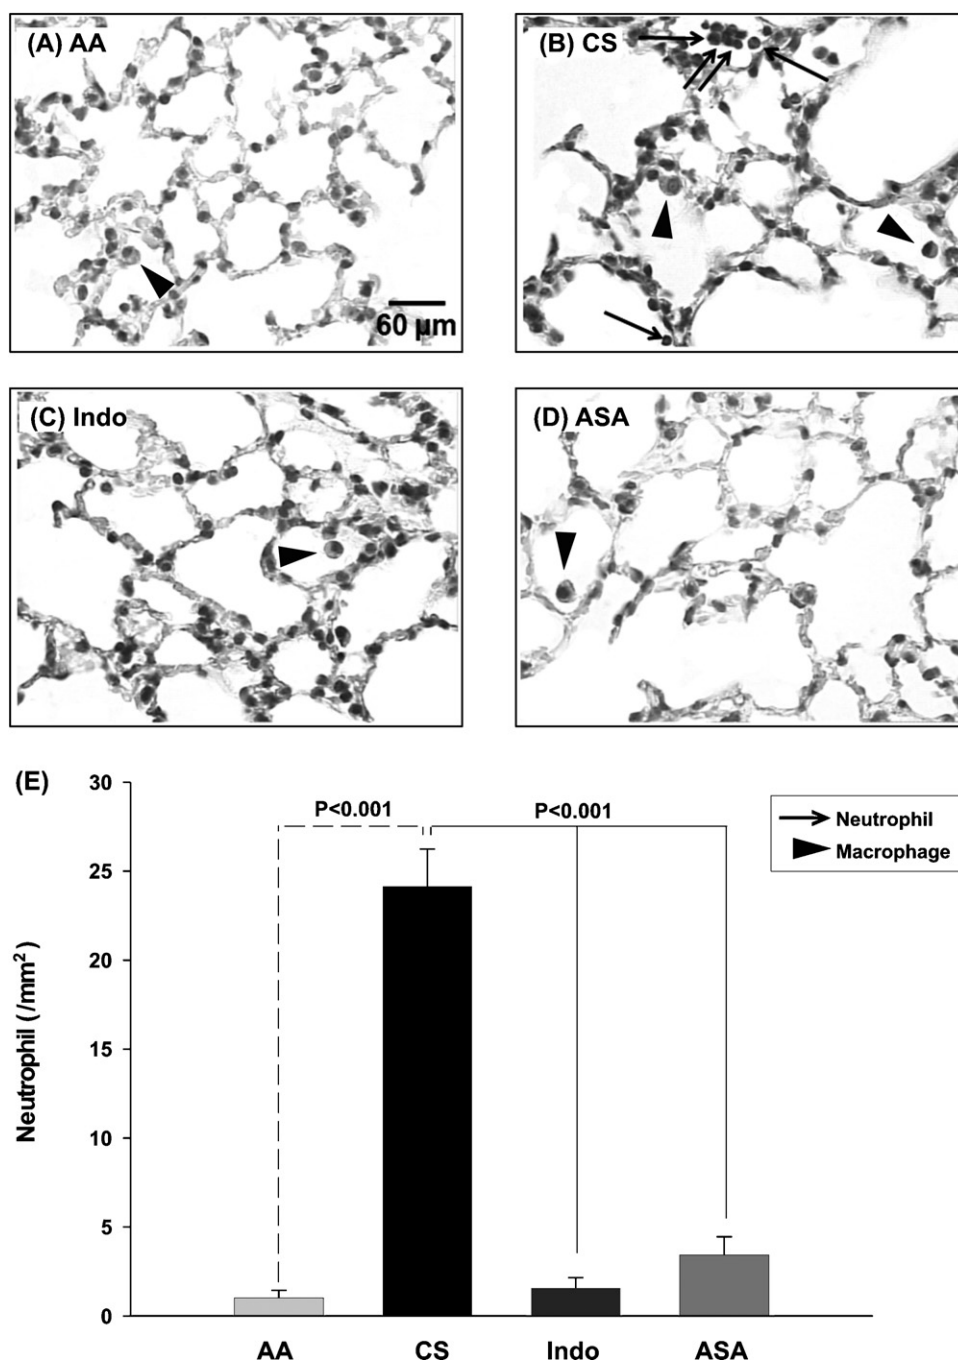 (A) AA
60 µm
(B) CS
(C) Indo
(D) ASA
(E)
30
25
20
15
10
5
0
Neutrophil (/mm²)
P<0.001
P<0.001
Neutrophil
Macrophage
AA
CS
Indo
ASA